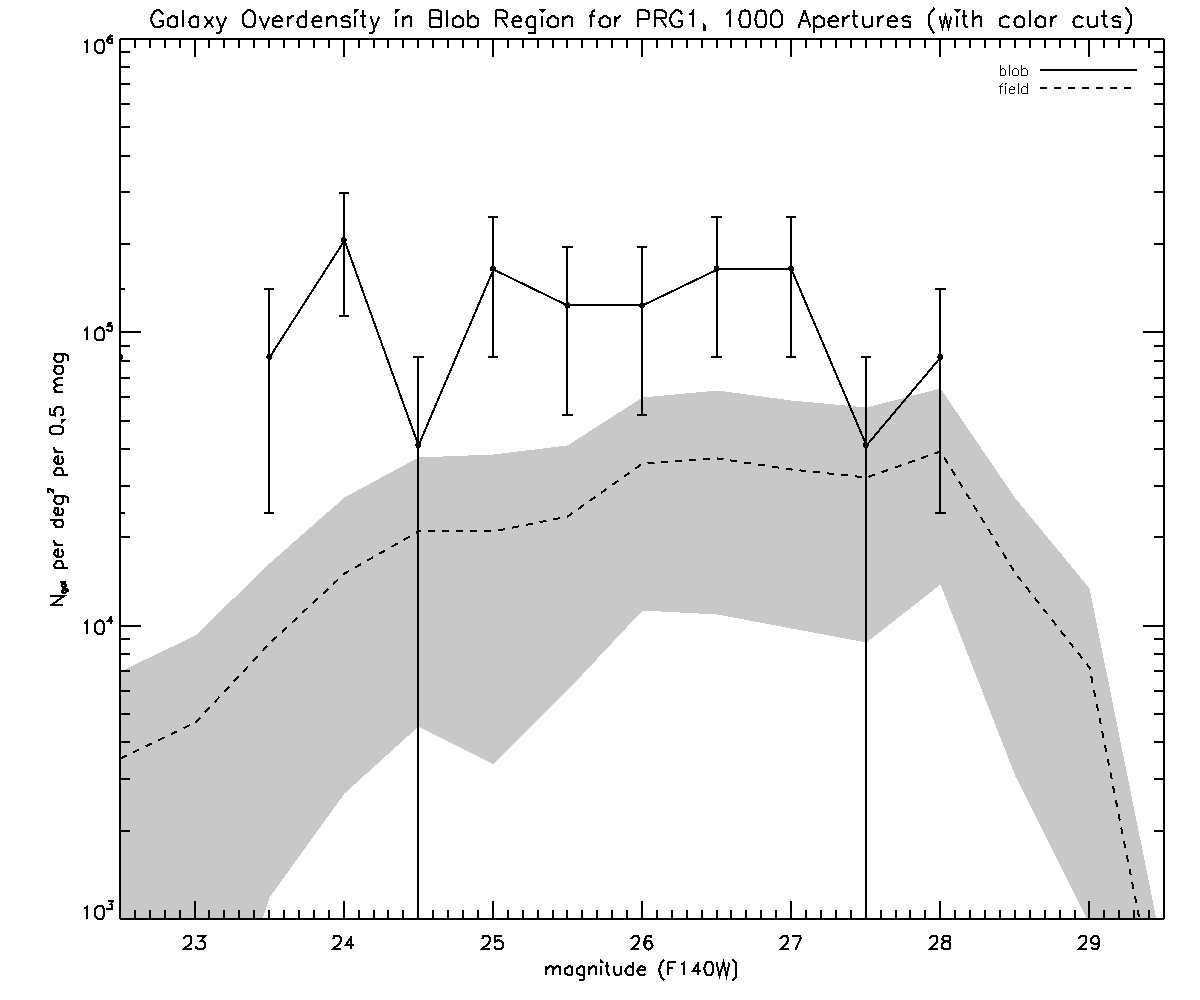 Galaxy Overdensity in Blob Region for PRG1, 1000 Apertures (with color cuts)
blob
field
10⁶
10⁵
10⁴
10³
N_gal per deg² per 0.5 mag
23 24 25 26 27 28 29
magnitude (F140W)